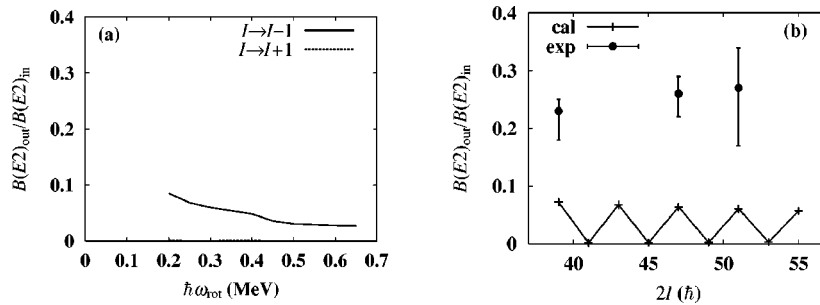 (a)
I→I−1
I→I+1
B(E2)out/B(E2)in
0.4
0.3
0.2
0.1
0
0 0.1 0.2 0.3 0.4 0.5 0.6 0.7
ħωrot (MeV)
(b)
cal
exp
B(E2)out/B(E2)in
0.4
0.3
0.2
0.1
0
40 45 50 55
2I (ħ)